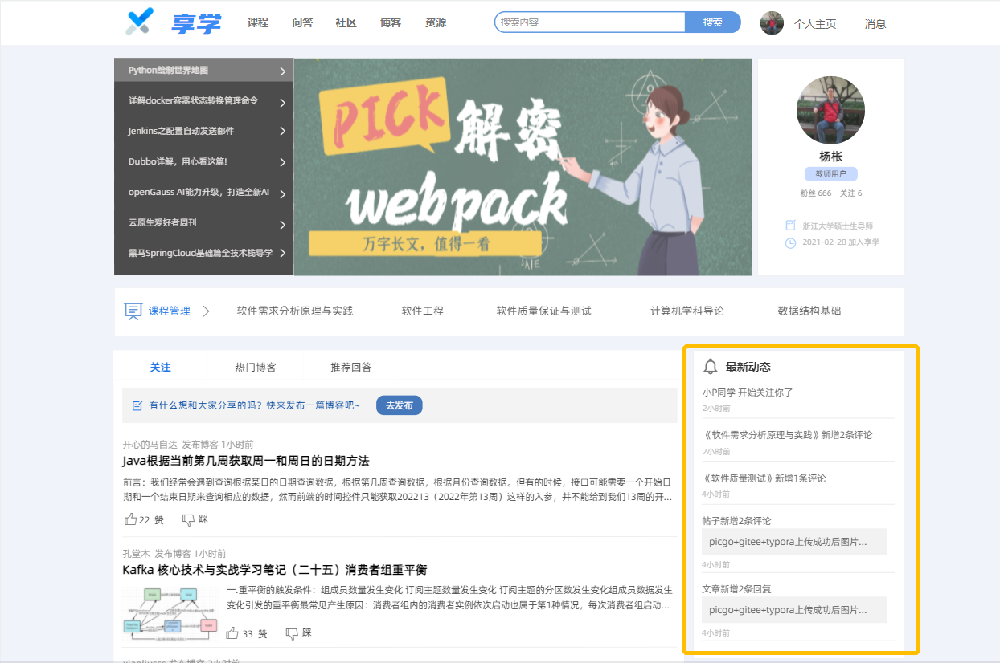 享学 课程 问答 社区 博客 资源 搜索内容 搜索 个人主页 消息
Python绘制世界地图
详解docker容器状态转换管理命令
Jenkins之配置自动发送邮件
Dubbo详解，用心看这篇!
openGauss AI能力升级，打造全新AI
云原生爱好者周刊
黑马SpringCloud基础篇全技术栈导学
PICK 解密
webpack
万字长文，值得一看
JAIE
杨枨
教师用户
粉丝 666 关注 6
浙江大学硕士生导师
2021-02-28 加入享学
课程管理 软件需求分析原理与实践 软件工程 软件质量保证与测试 计算机学科导论 数据结构基础
关注 热门博客 推荐回答
有什么想和大家分享的吗？快来发布一篇博客吧~ 去发布
开心的马自达 发布博客 1小时前
Java根据当前第几周获取周一和周日的日期方法
前言：我们经常会遇到查询根据某日的日期查询数据，根据第几周查询数据，根据月份查询数据。但有的时候，接口可能需要一个开始日
期和一个结束日期来查询相应的数据，然而前端的时间控件只能获取202213（2022年第13周）这样的入参，并不能给到我们13周的开...
22 赞 踩
孔堂木 发布博客 1小时前
Kafka 核心技术与实战学习笔记（二十五）消费者组重平衡
一.重平衡的触发条件：组成员数量发生变化 订阅主题数量发生变化 订阅主题的分区数发生变化组成员数据发生
变化引发的重平衡最常见产生原因：消费者组内的消费者实例依次启动也属于第1种情况，每次消费者组启动...
33 赞 踩
最新动态
小P同学 开始关注你了
2小时前
《软件需求分析原理与实践》新增2条评论
2小时前
《软件质量测试》新增1条评论
4小时前
帖子新增2条评论
picgo+gitee+typora上传成功后图片...
4小时前
文章新增2条回复
picgo+gitee+typora上传成功后图片...
4小时前